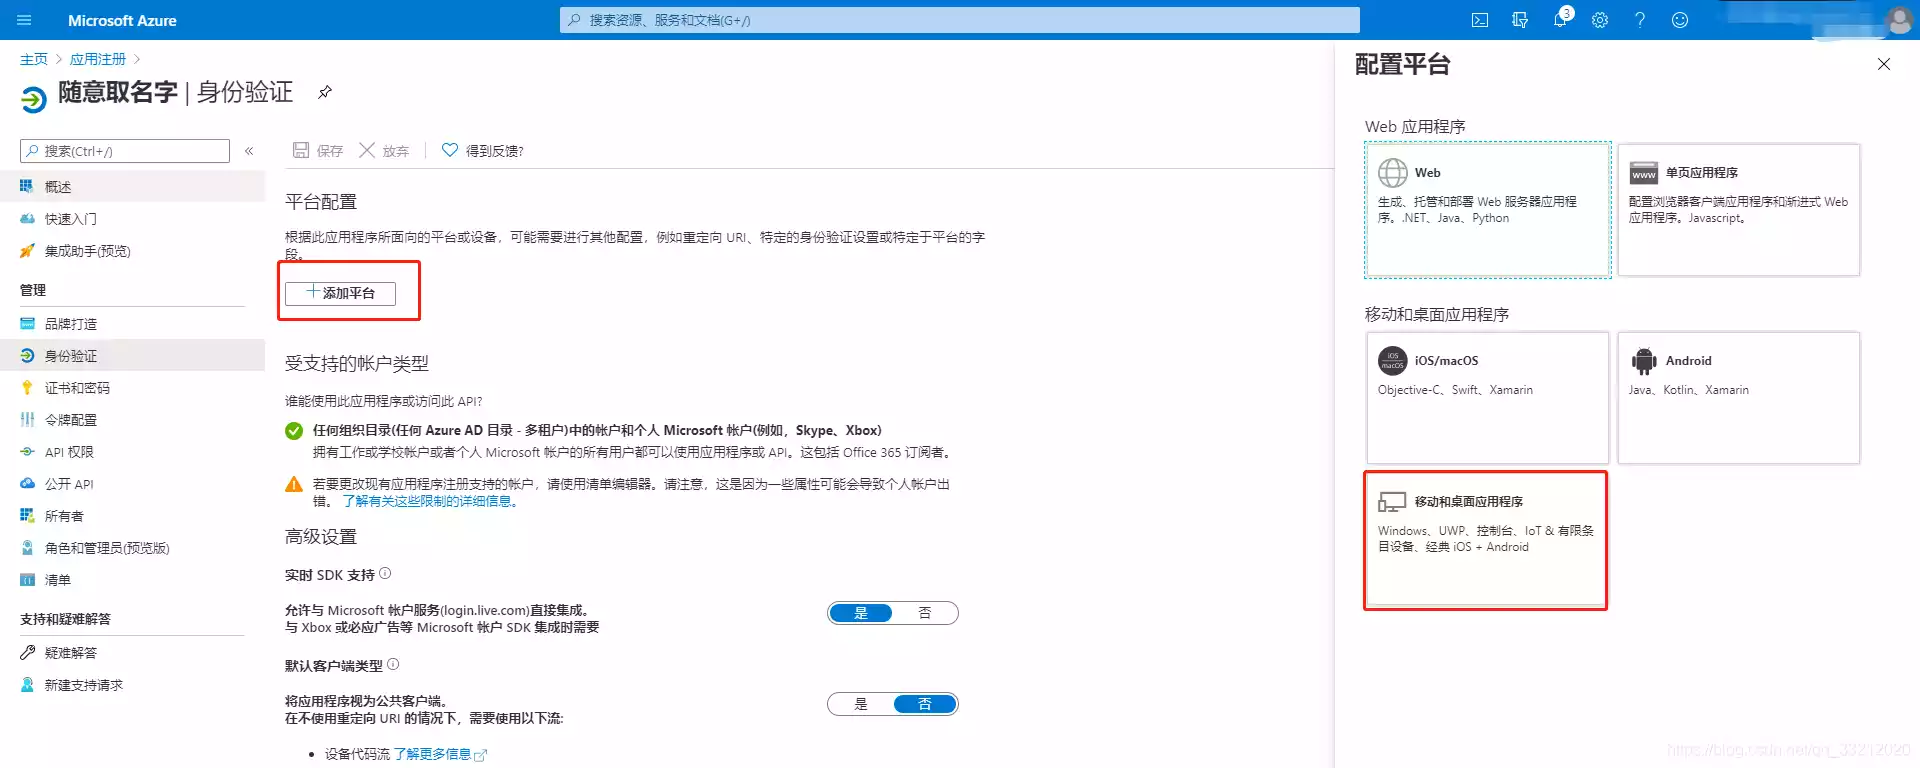 Microsoft Azure
搜索资源、服务和文档(G+/)
3
主页 > 应用注册 >
随意取名字 | 身份验证
搜索(Ctrl+/)
«
概述
快速入门
集成助手(预览)
管理
品牌打造
身份验证
证书和密码
令牌配置
API 权限
公开 API
所有者
角色和管理员(预览版)
清单
支持和疑难解答
疑难解答
新建支持请求
保存
放弃
得到反馈?
平台配置
根据此应用程序所面向的平台或设备，可能需要进行其他配置，例如重定向 URI、特定的身份验证设置或特定于平台的字
段。
添加平台
受支持的帐户类型
谁能使用此应用程序或访问此 API?
任何组织目录(任何 Azure AD 目录 - 多租户)中的帐户和个人 Microsoft 帐户(例如，Skype、Xbox)
拥有工作或学校帐户或者个人 Microsoft 帐户的所有用户都可以使用应用程序或 API。这包括 Office 365 订阅者。
若要更改现有应用程序注册支持的帐户，请使用清单编辑器。请注意，这是因为一些属性可能会导致个人帐户出
错。 了解有关这些限制的详细信息。
高级设置
实时 SDK 支持
允许与 Microsoft 帐户服务(login.live.com)直接集成。
与 Xbox 或必应广告等 Microsoft 帐户 SDK 集成时需要
是 否
默认客户端类型
将应用程序视为公共客户端。
在不使用重定向 URI 的情况下，需要使用以下流:
是 否
• 设备代码流 了解更多信息
配置平台
Web 应用程序
Web
生成、托管和部署 Web 服务器应用程
序。.NET、Java、Python
www
单页应用程序
配置浏览器客户端应用程序和渐进式 Web
应用程序。Javascript。
移动和桌面应用程序
iOS
macOS
iOS/macOS
Objective-C、Swift、Xamarin
Android
Java、Kotlin、Xamarin
移动和桌面应用程序
Windows、UWP、控制台、IoT & 有限条
目设备、经典 iOS + Android
https://blog.csdn.net/qq_33212020